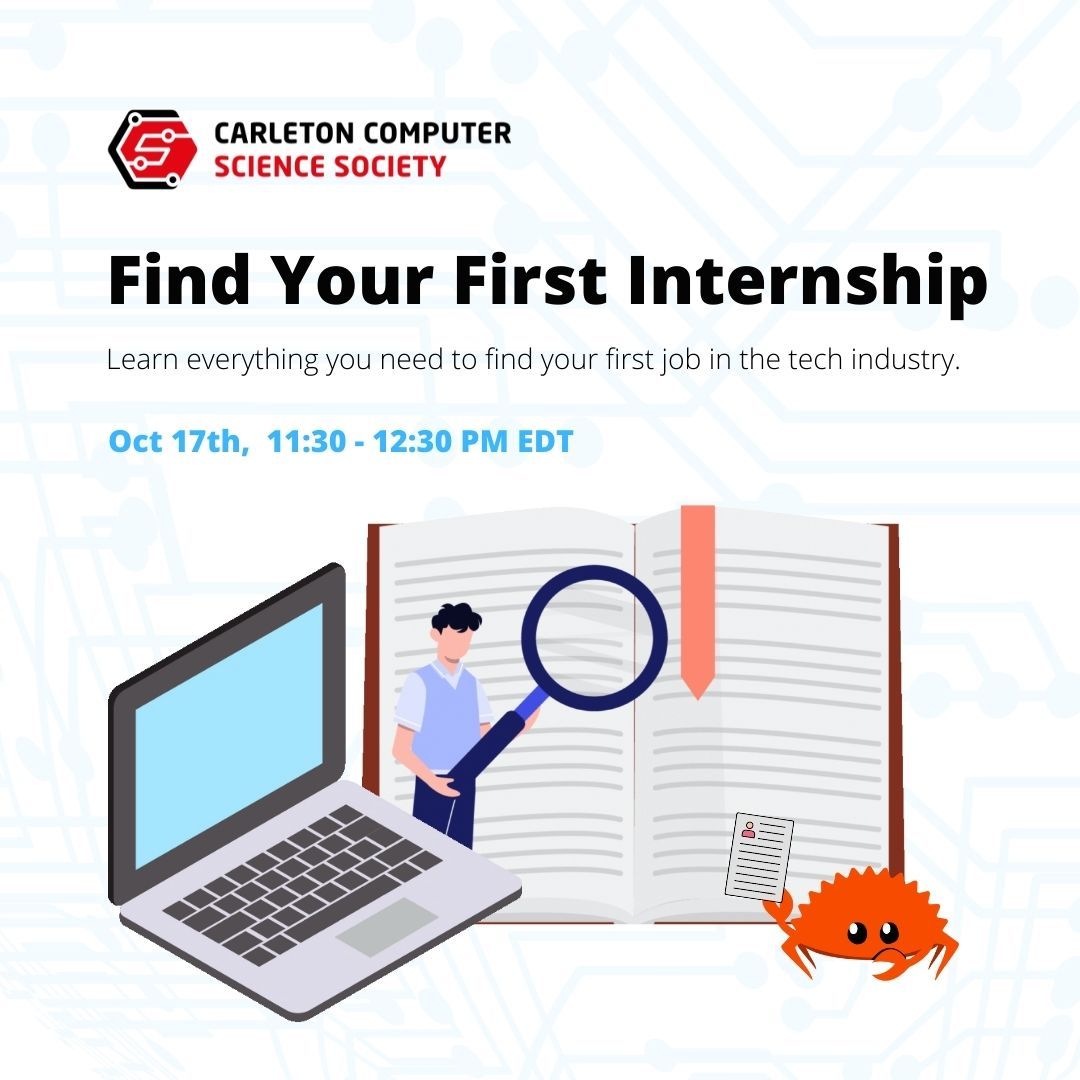 CARLETON COMPUTER
SCIENCE SOCIETY
Find Your First Internship
Learn everything you need to find your first job in the tech industry.
Oct 17th,  11:30 - 12:30 PM EDT